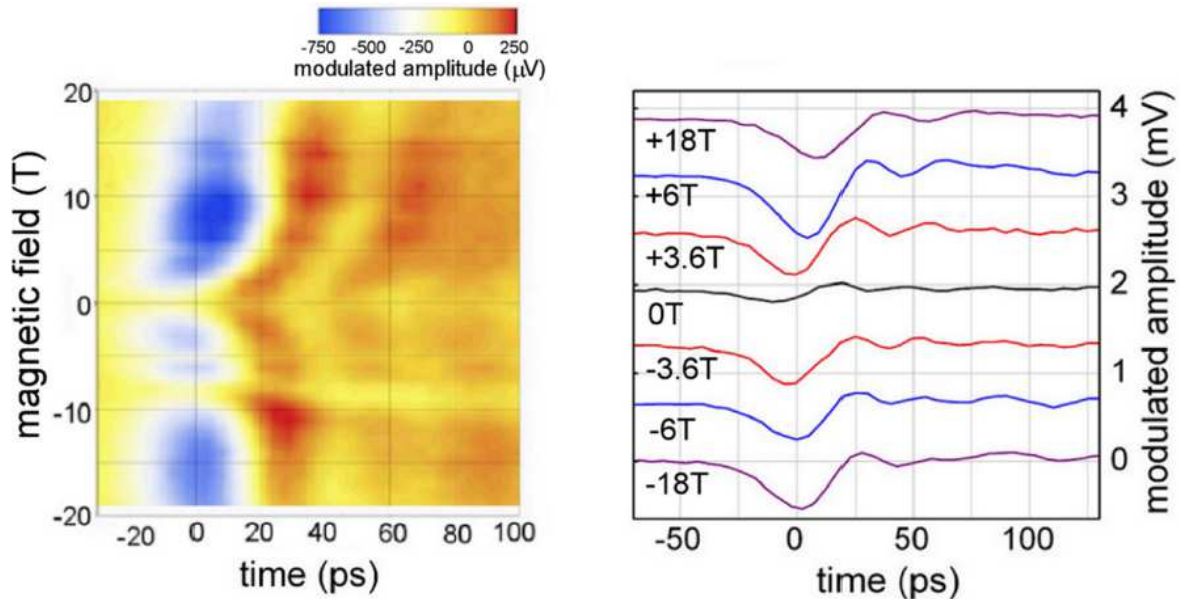 -750 -500 -250 0 250
modulated amplitude (μV)
20
10
0
-10
-20
magnetic field (T)
-20 0 20 40 60 80 100
time (ps)
+18T
+6T
+3.6T
0T
-3.6T
-6T
-18T
4
3
2
1
0
modulated amplitude (mV)
-50 0 50 100
time (ps)